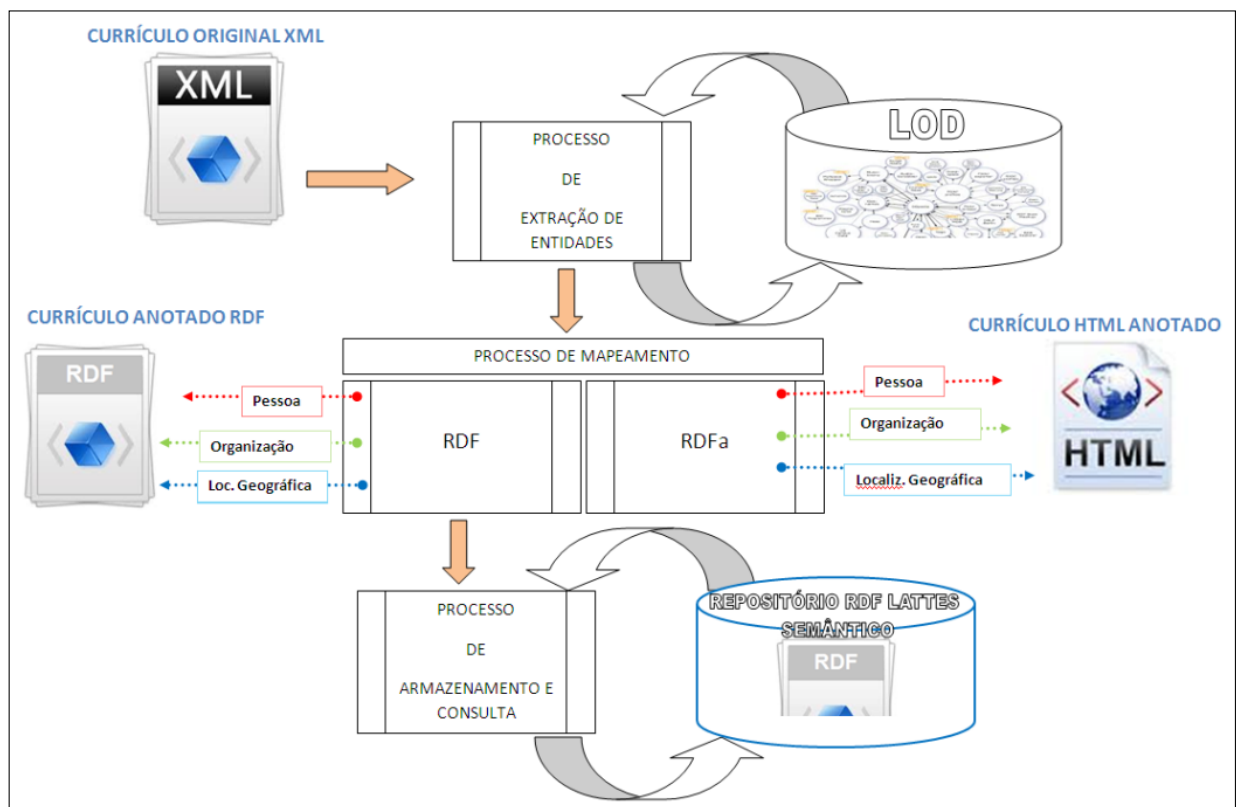 CURRÍCULO ORIGINAL XML
XML
PROCESSO
DE
EXTRAÇÃO DE
ENTIDADES
LOD
CURRÍCULO ANOTADO RDF
RDF
PROCESSO DE MAPEAMENTO
CURRÍCULO HTML ANOTADO
Pessoa
Organização
Loc. Geográfica
RDF
RDFa
Pessoa
Organização
Localiz. Geográfica
HTML
PROCESSO
DE
ARMAZENAMENTO E
CONSULTA
REPOSITÓRIO RDF LATTES
SEMÂNTICO
RDF